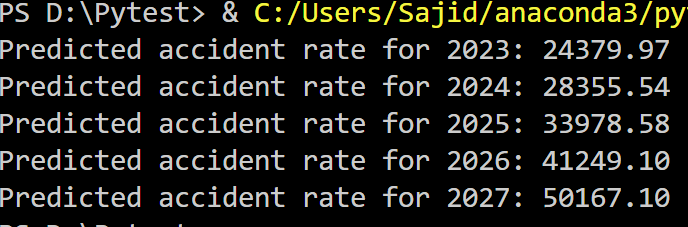 PS D:\Pytest> & C:/Users/Sajid/anaconda3/py
Predicted accident rate for 2023: 24379.97
Predicted accident rate for 2024: 28355.54
Predicted accident rate for 2025: 33978.58
Predicted accident rate for 2026: 41249.10
Predicted accident rate for 2027: 50167.10
PS D:\Pytest